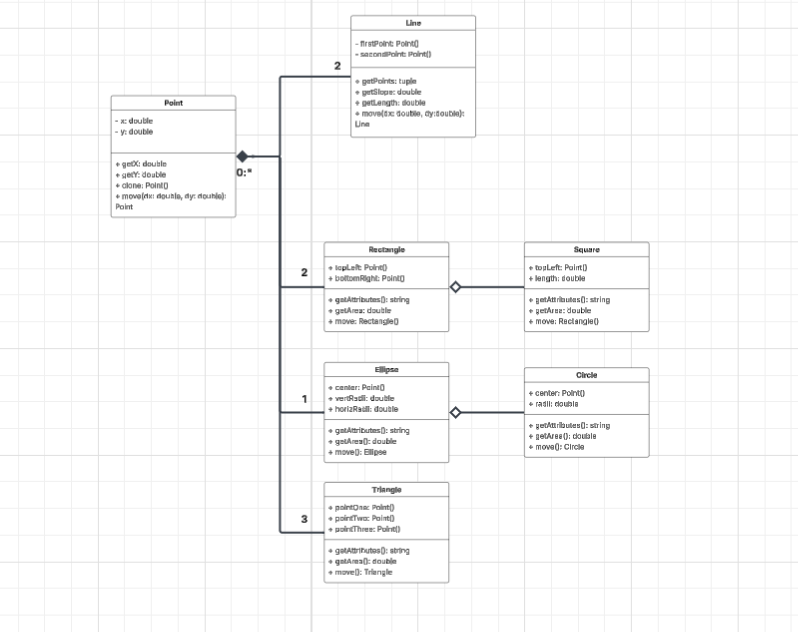 Line
- firstPoint: Point()
- secondPoint: Point()
+ getPoints: tuple
+ getSlope: double
+ getLength: double
+ move(dx: double, dy:double):
Line
2
Point
- x: double
- y: double
+ getX: double
+ getY: double
+ clone: Point()
+ move(dx: double, dy: double):
Point
0:*
2
Rectangle
+ topLeft: Point()
+ bottomRight: Point()
+ getAttributes(): string
+ getArea: double
+ move: Rectangle()
Square
+ topLeft: Point()
+ length: double
+ getAttributes(): string
+ getArea: double
+ move: Rectangle()
1
Ellipse
+ center: Point()
+ vertRadii: double
+ horizRadii: double
+ getAttributes(): string
+ getArea(): double
+ move(): Ellipse
Circle
+ center: Point()
+ radii: double
+ getAttributes(): string
+ getArea(): double
+ move(): Circle
3
Triangle
+ pointOne: Point()
+ pointTwo: Point()
+ pointThree: Point()
+ getAttributes(): string
+ getArea(): double
+ move(): Triangle